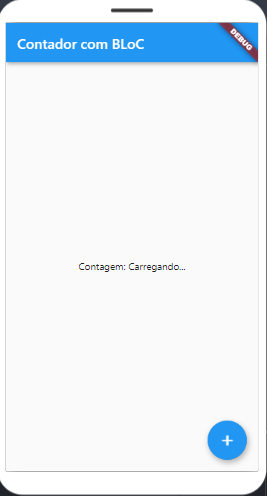 DEBUG
Contador com BLoC
Contagem: Carregando...
+